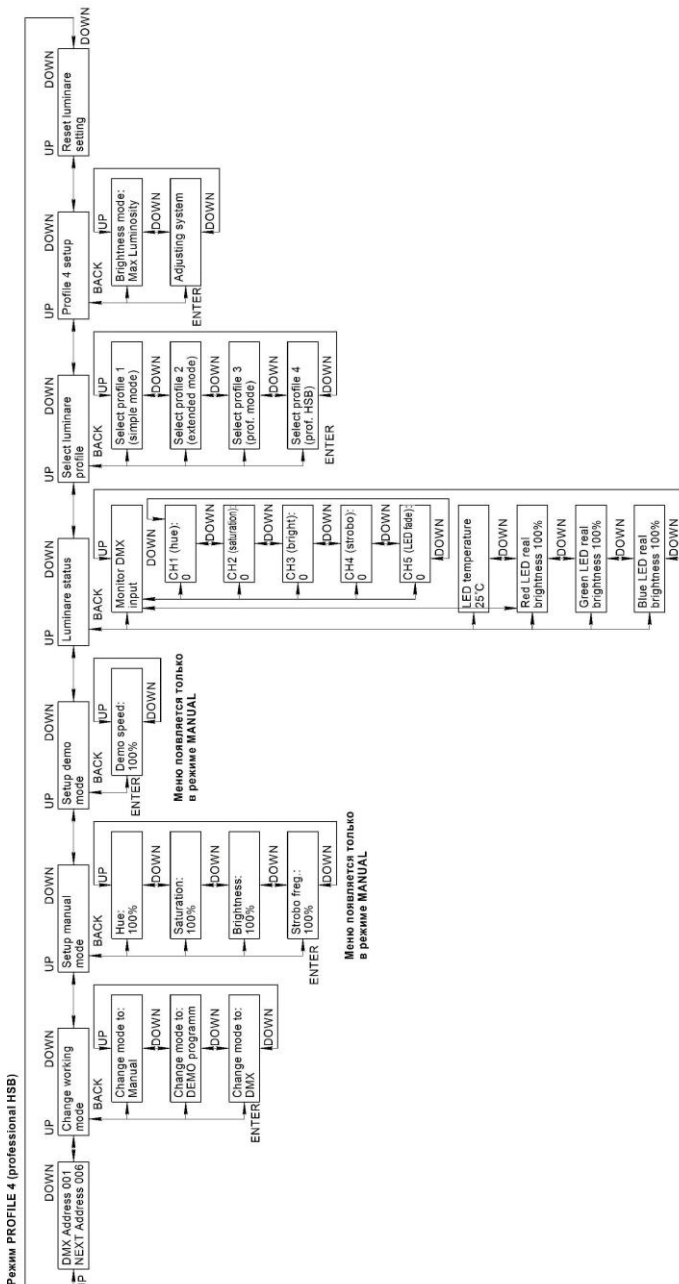 Режим PROFILE 4 (professional HSB)
UP
DOWN
DMX Address 001
NEXT Address 006
UP
DOWN
Change working
mode
BACK
UP
Change mode to:
Manual
DOWN
Change mode to:
DEMO programm
DOWN
Change mode to:
DMX
ENTER
DOWN
UP
DOWN
Setup manual
mode
BACK
UP
Hue:
100%
DOWN
Saturation:
100%
DOWN
Brightness:
100%
DOWN
Strobo freg.:
100%
ENTER
DOWN
Меню появляется только
в режиме MANUAL
UP
DOWN
Setup demo
mode
BACK
UP
Demo speed:
100%
ENTER
DOWN
Меню появляется только
в режиме MANUAL
UP
DOWN
Luminare status
BACK
UP
Monitor DMX
input
DOWN
CH1 (hue):
0
DOWN
CH2 (saturation):
0
DOWN
CH3 (bright):
0
DOWN
CH4 (strobo):
0
DOWN
CH5 (LED fade):
0
DOWN
LED temperature
25°C
DOWN
Red LED real
brightness 100%
DOWN
Green LED real
brightness 100%
DOWN
Blue LED real
brightness 100%
DOWN
UP
DOWN
Select luminare
profile
BACK
UP
Select profile 1
(simple mode)
DOWN
Select profile 2
(extended mode)
DOWN
Select profile 3
(prof. mode)
DOWN
Select profile 4
(prof. HSB)
ENTER
DOWN
UP
DOWN
Profile 4 setup
BACK
UP
Brightness mode:
Max Luminosity
DOWN
Adjusting system
ENTER
DOWN
UP
DOWN
Reset luminare
setting
DOWN